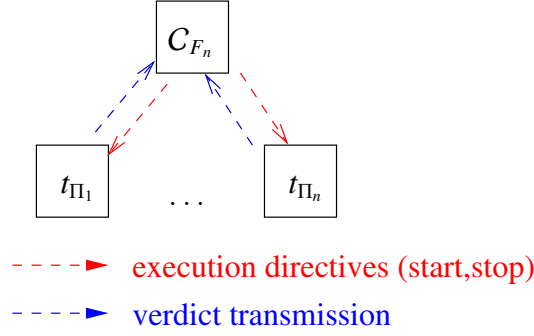 C_{F_n}
t_{Π_1} ... t_{Π_n}
execution directives (start,stop)
verdict transmission